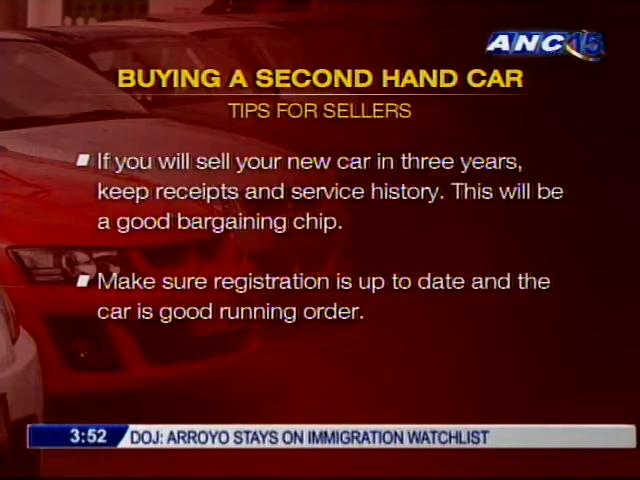 ANC 15
BUYING A SECOND HAND CAR
TIPS FOR SELLERS
If you will sell your new car in three years,
keep receipts and service history. This will be
a good bargaining chip.
Make sure registration is up to date and the
car is good running order.
3:52 DOJ: ARROYO STAYS ON IMMIGRATION WATCHLIST